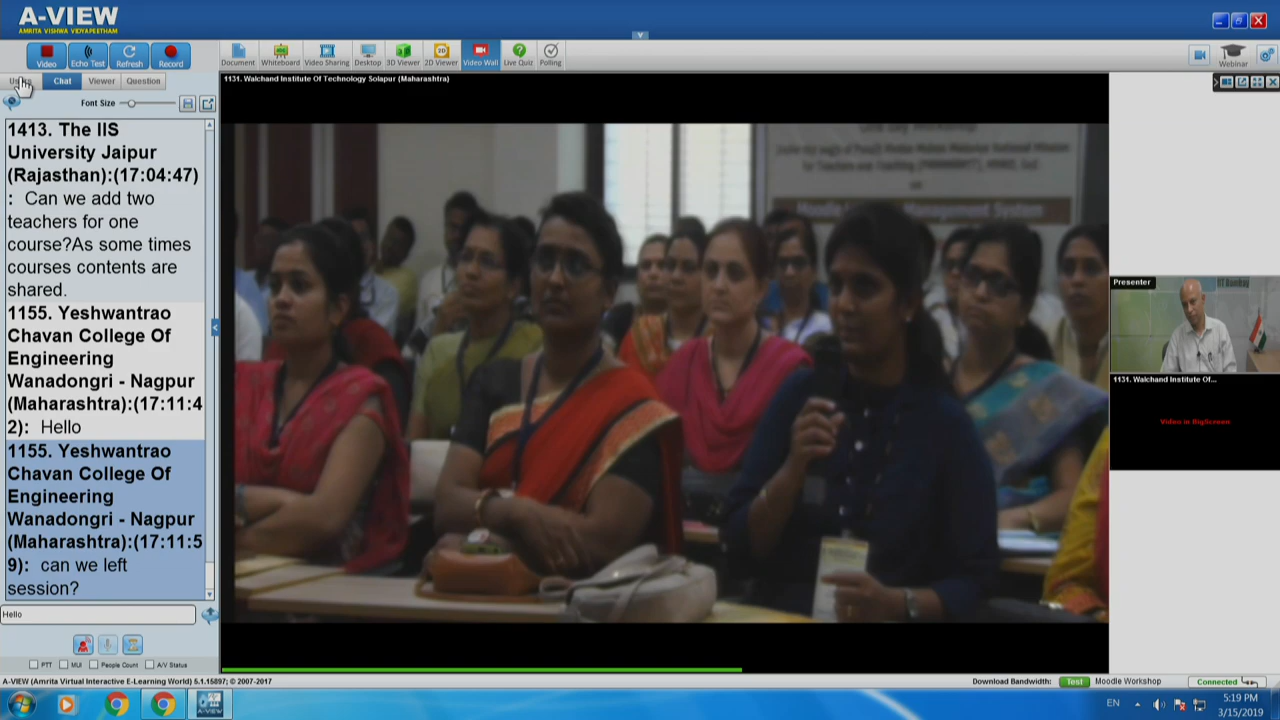 A-VIEW
AMRITA VISHWA VIDYAPEETHAM
Video
Echo Test
Refresh
Record
Document
Whiteboard
Video Sharing
Desktop
3D Viewer
2D Viewer
Video Wall
Live Quiz
Polling
Webinar
Chat
Viewer
Question
Font Size
1413. The IIS
University Jaipur
(Rajasthan):(17:04:47)
: Can we add two
teachers for one
course?As some times
courses contents are
shared.
1155. Yeshwantrao
Chavan College Of
Engineering
Wanadongri - Nagpur
(Maharashtra):(17:11:4
2): Hello
1155. Yeshwantrao
Chavan College Of
Engineering
Wanadongri - Nagpur
(Maharashtra):(17:11:5
9): can we left
session?
Hello
PTT
MUI
People Count
A/V Status
1131. Walchand Institute Of Technology Solapur (Maharashtra)
Management System
Presenter
IIT Bombay
1131. Walchand Institute Of...
Video in BigScreen
A-VIEW (Amrita Virtual Interactive E-Learning World) 5.1.15897; © 2007-2017
Download Bandwidth:
Test
Moodle Workshop
Connected
A-VIEW
EN
5:19 PM
3/15/2019